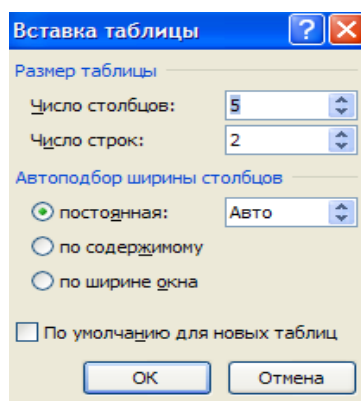 Вставка таблицы
Размер таблицы
Число столбцов: 5
Число строк: 2
Автоподбор ширины столбцов
постоянная: Авто
по содержимому
по ширине окна
По умолчанию для новых таблиц
ОК Отмена